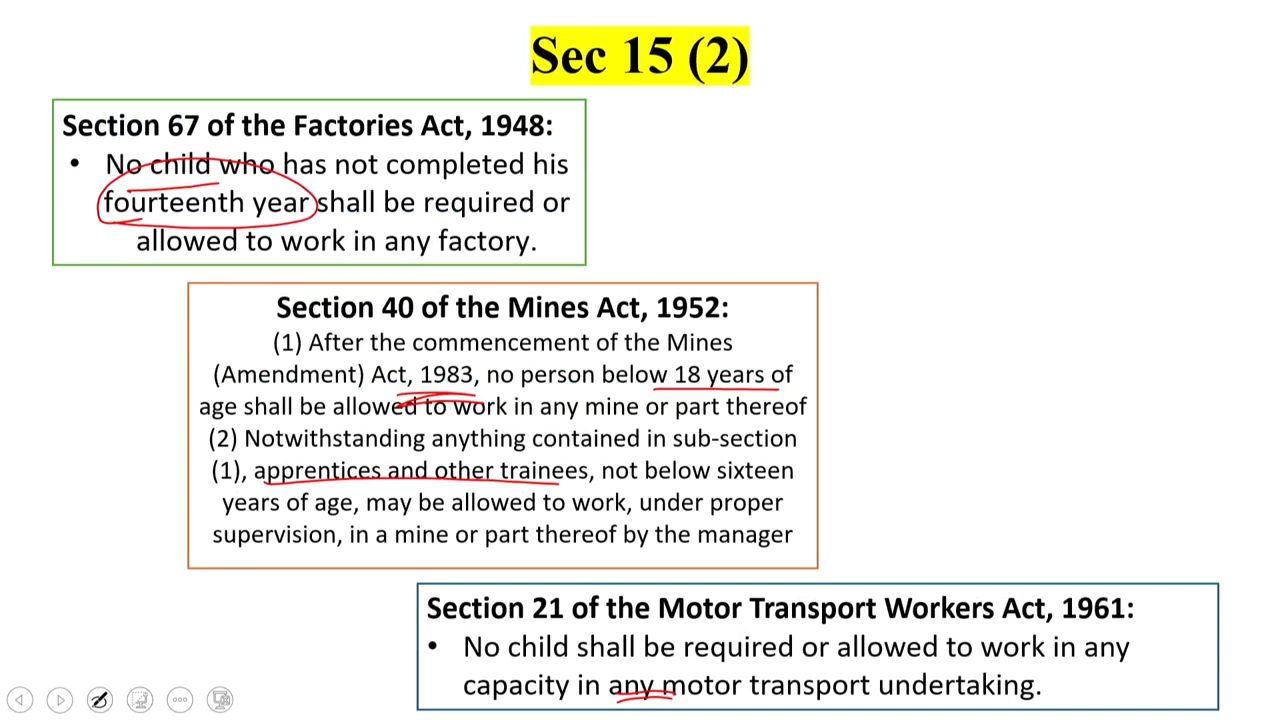 Sec 15 (2)
Section 67 of the Factories Act, 1948:
• No child who has not completed his
fourteenth year shall be required or
allowed to work in any factory.
Section 40 of the Mines Act, 1952:
(1) After the commencement of the Mines
(Amendment) Act, 1983, no person below 18 years of
age shall be allowed to work in any mine or part thereof
(2) Notwithstanding anything contained in sub-section
(1), apprentices and other trainees, not below sixteen
years of age, may be allowed to work, under proper
supervision, in a mine or part thereof by the manager
Section 21 of the Motor Transport Workers Act, 1961:
• No child shall be required or allowed to work in any
capacity in any motor transport undertaking.